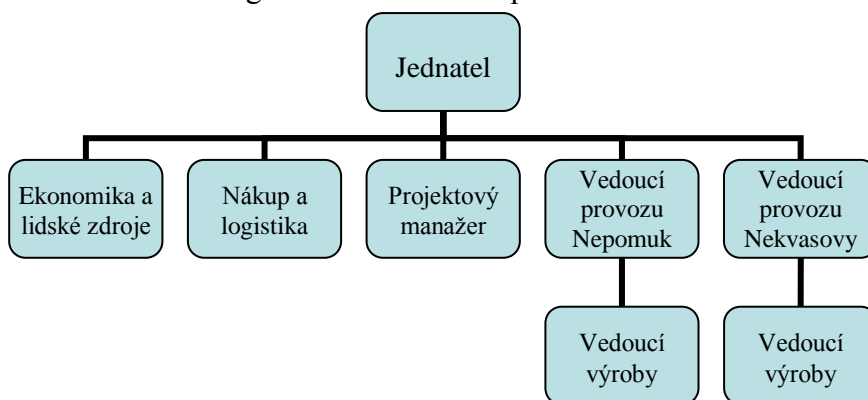 Jednatel
Ekonomika a
lidské zdroje
Nákup a
logistika
Projektový
manažer
Vedoucí
provozu
Nepomuk
Vedoucí
provozu
Nekvasovy
Vedoucí
výroby
Vedoucí
výroby